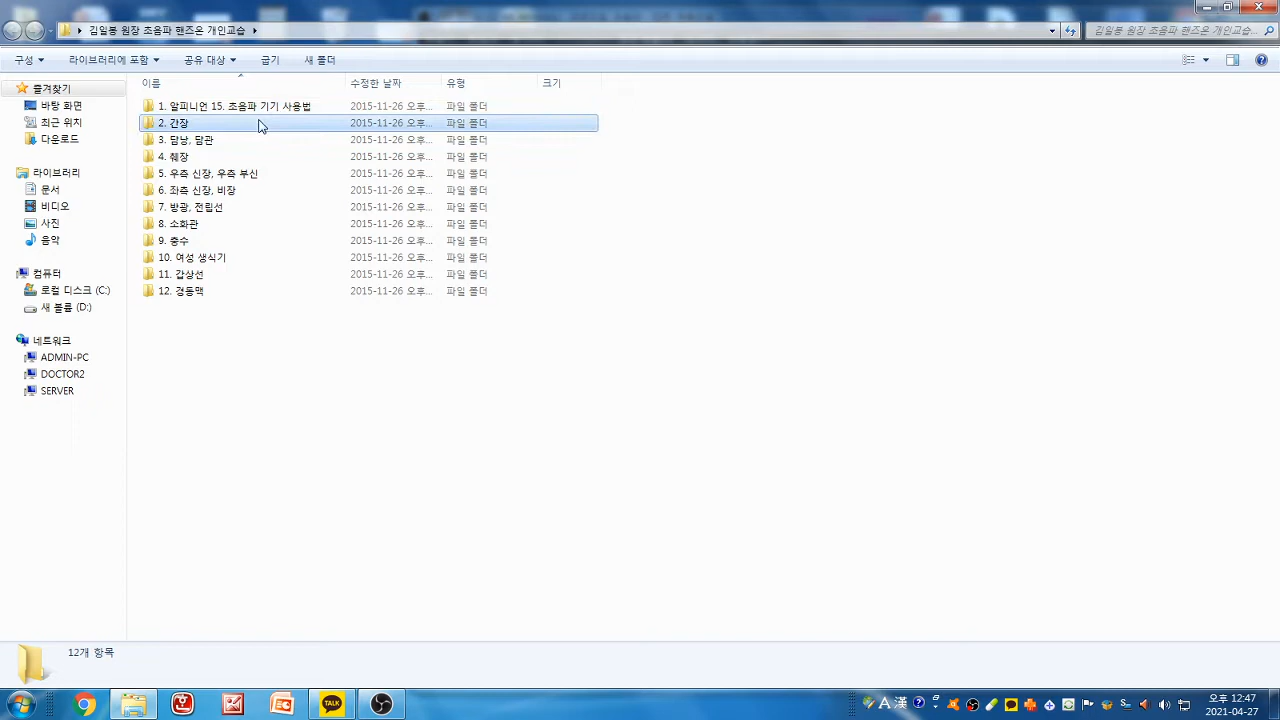 김일봉 원장 초음파 핸즈온 개인교습
김일봉 원장 초음파 핸즈온 개인교습
구성 라이브러리에 포함 공유 대상 굽기 새 폴더
이름 수정한 날짜 유형 크기
즐겨찾기
바탕 화면
최근 위치
다운로드
라이브러리
문서
비디오
사진
음악
컴퓨터
로컬 디스크 (C:)
새 볼륨 (D:)
네트워크
ADMIN-PC
DOCTOR2
SERVER
1. 알피니언 15. 초음파 기기 사용법 2015-11-26 오후... 파일 폴더
2. 간장 2015-11-26 오후... 파일 폴더
3. 담낭, 담관 2015-11-26 오후... 파일 폴더
4. 췌장 2015-11-26 오후... 파일 폴더
5. 우측 신장, 우측 부신 2015-11-26 오후... 파일 폴더
6. 좌측 신장, 비장 2015-11-26 오후... 파일 폴더
7. 방광, 전립선 2015-11-26 오후... 파일 폴더
8. 소화관 2015-11-26 오후... 파일 폴더
9. 충수 2015-11-26 오후... 파일 폴더
10. 여성 생식기 2015-11-26 오후... 파일 폴더
11. 갑상선 2015-11-26 오후... 파일 폴더
12. 경동맥 2015-11-26 오후... 파일 폴더
12개 항목
TALK
A 漢
오후 12:47
2021-04-27